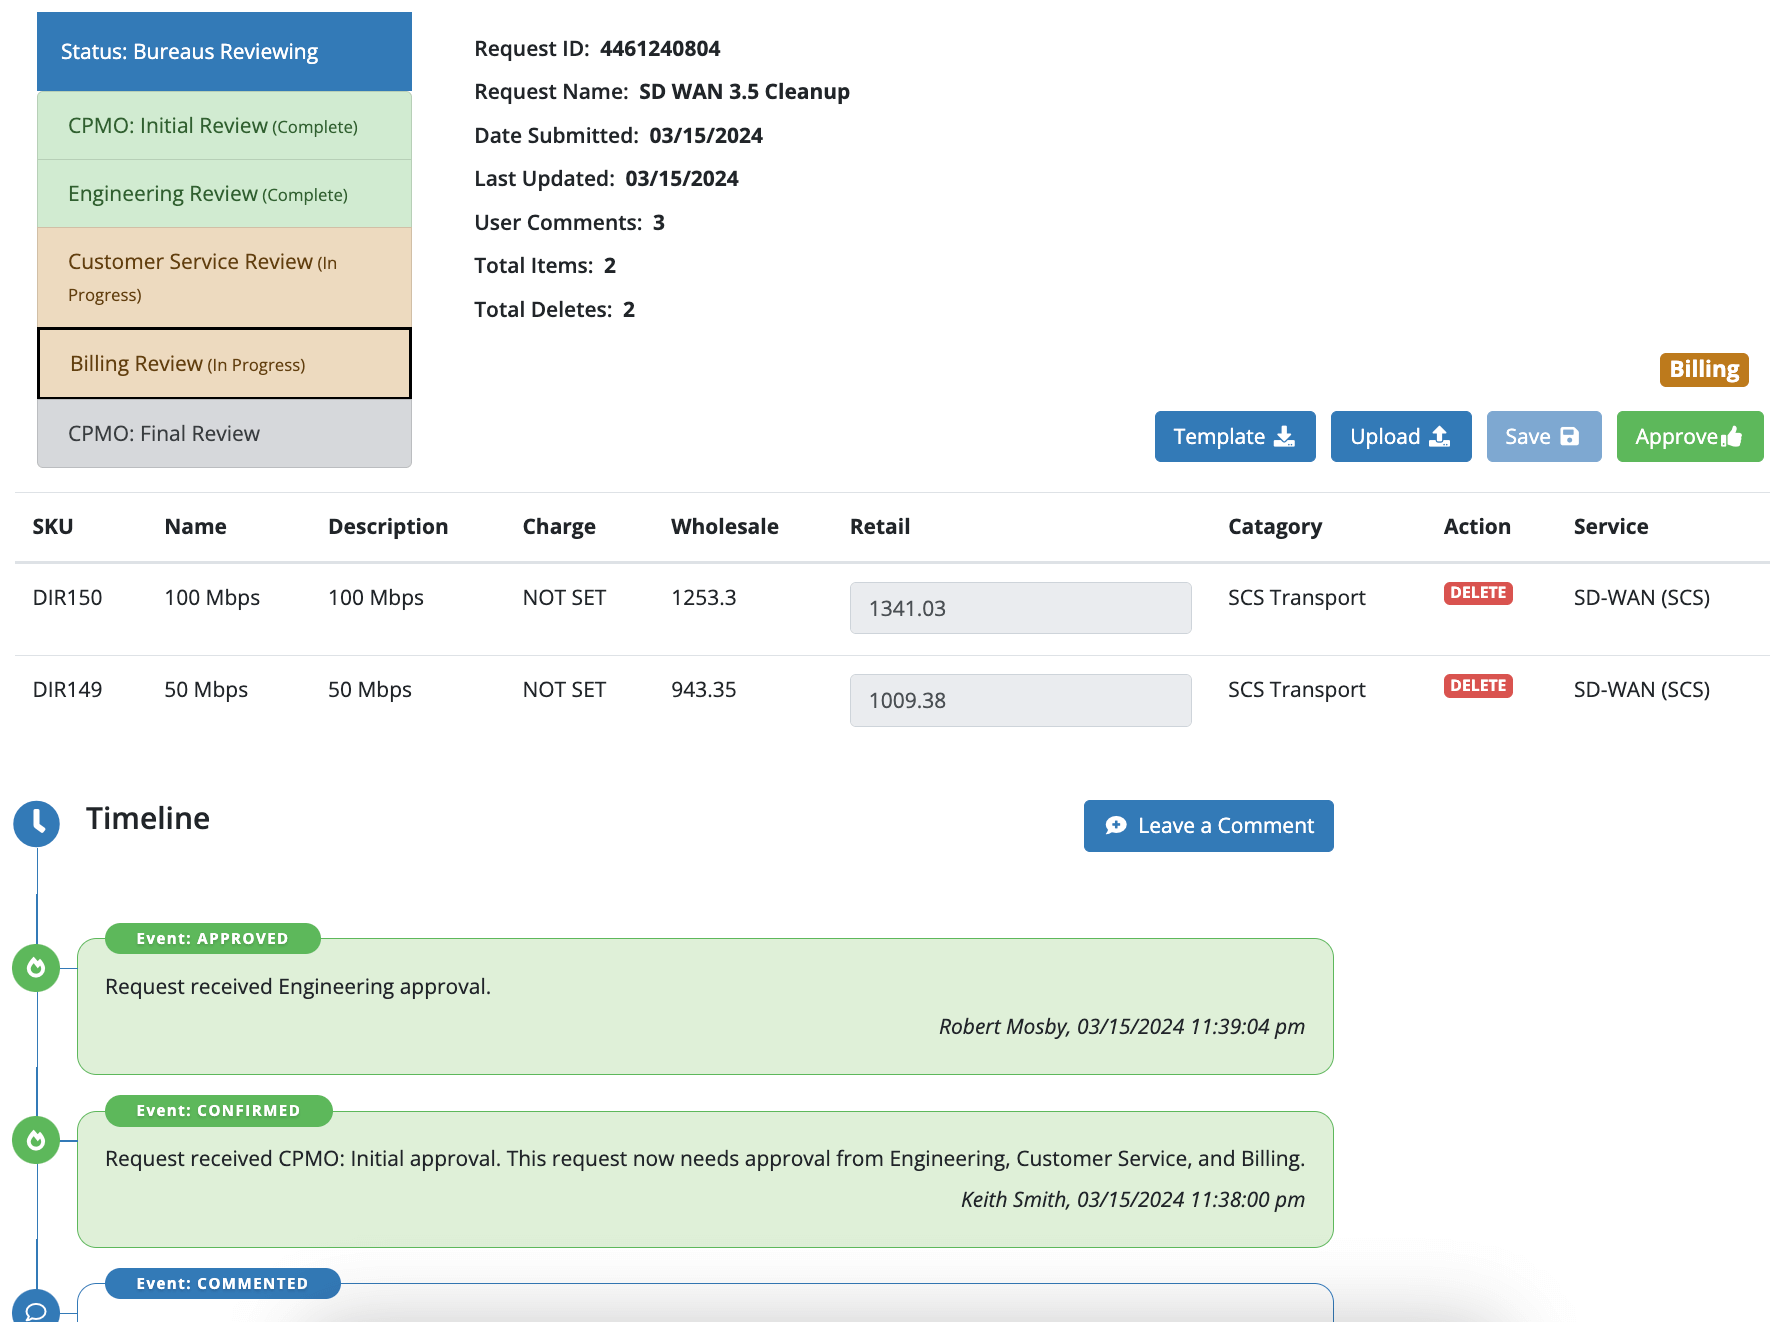 Status: Bureaus Reviewing
CPMO: Initial Review (Complete)
Engineering Review (Complete)
Customer Service Review (In
Progress)
Billing Review (In Progress)
CPMO: Final Review
Request ID: 4461240804
Request Name: SD WAN 3.5 Cleanup
Date Submitted: 03/15/2024
Last Updated: 03/15/2024
User Comments: 3
Total Items: 2
Total Deletes: 2
Billing
Template Upload Save Approve
SKU Name Description Charge Wholesale Retail Catagory Action Service
DIR150 100 Mbps 100 Mbps NOT SET 1253.3 1341.03 SCS Transport DELETE SD-WAN (SCS)
DIR149 50 Mbps 50 Mbps NOT SET 943.35 1009.38 SCS Transport DELETE SD-WAN (SCS)
Timeline
Leave a Comment
Event: APPROVED
Request received Engineering approval.
Robert Mosby, 03/15/2024 11:39:04 pm
Event: CONFIRMED
Request received CPMO: Initial approval. This request now needs approval from Engineering, Customer Service, and Billing.
Keith Smith, 03/15/2024 11:38:00 pm
Event: COMMENTED